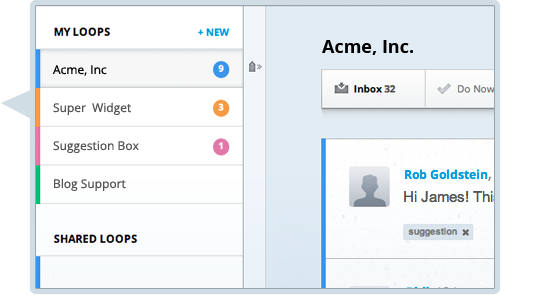 MY LOOPS
+ NEW
Acme, Inc
9
Super Widget
3
Suggestion Box
1
Blog Support
SHARED LOOPS
Acme, Inc.
Inbox 32
Do Now
Rob Goldstein,
Hi James! This
suggestion x